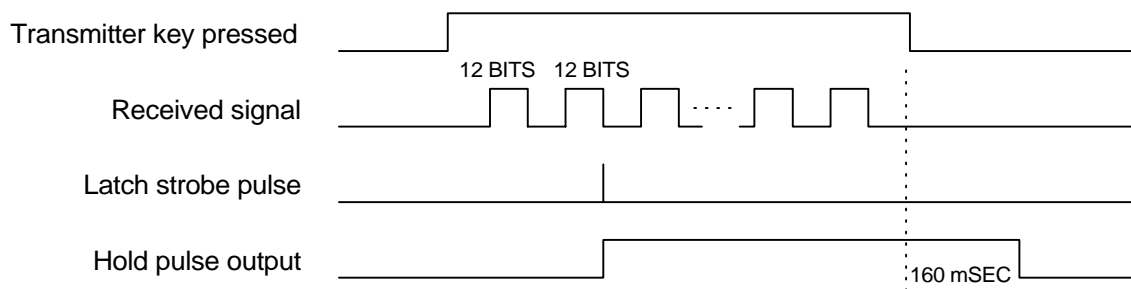 Transmitter key pressed
12 BITS 12 BITS
Received signal
Latch strobe pulse
Hold pulse output
160 mSEC